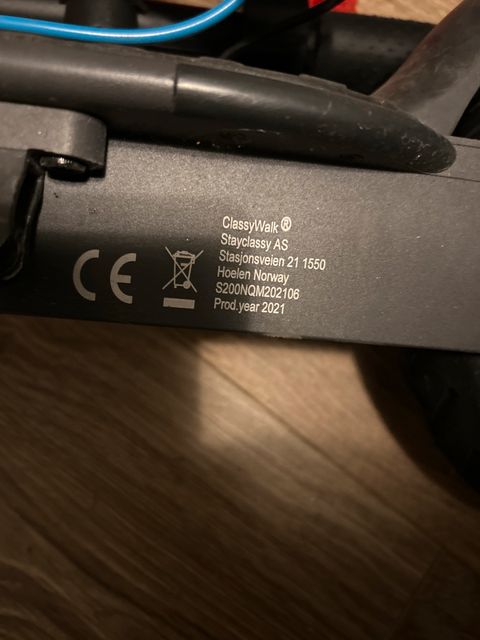 ClassyWalk ®
Stayclassy AS
Stasjonsveien 21 1550
Hoelen Norway
S200NQM202106
Prod.year 2021
CE